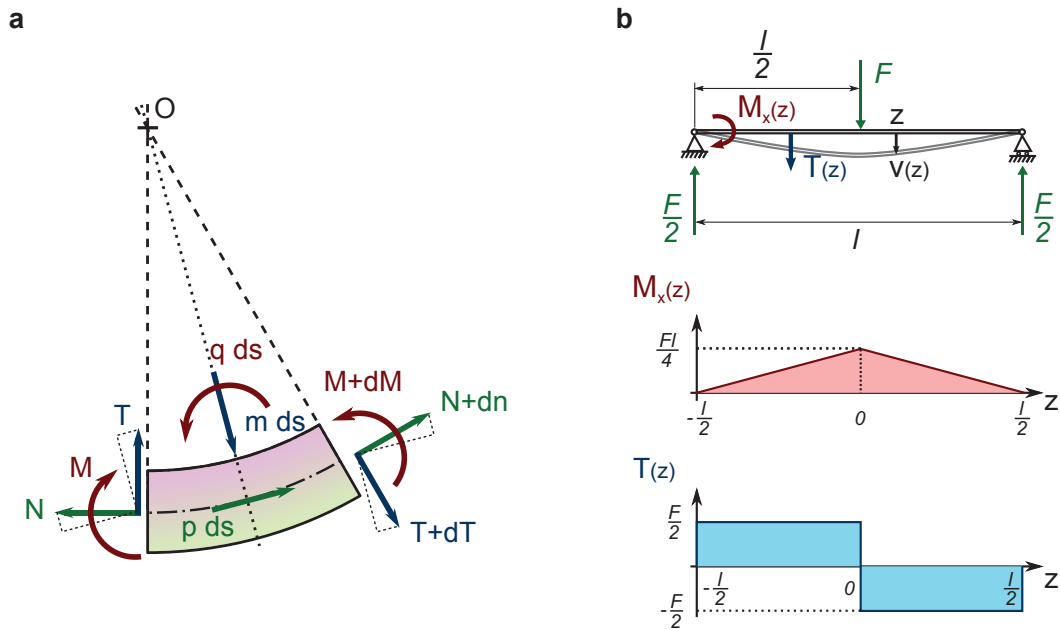 a
O
q ds
M+dM
N+dn
T
m ds
M
N
p ds
T+dT
b
l/2
F
Mx(z)
z
T(z)
v(z)
F/2
F/2
l
Mx(z)
Fl/4
-l/2
0
l/2
z
T(z)
F/2
-l/2
0
l/2
z
-F/2